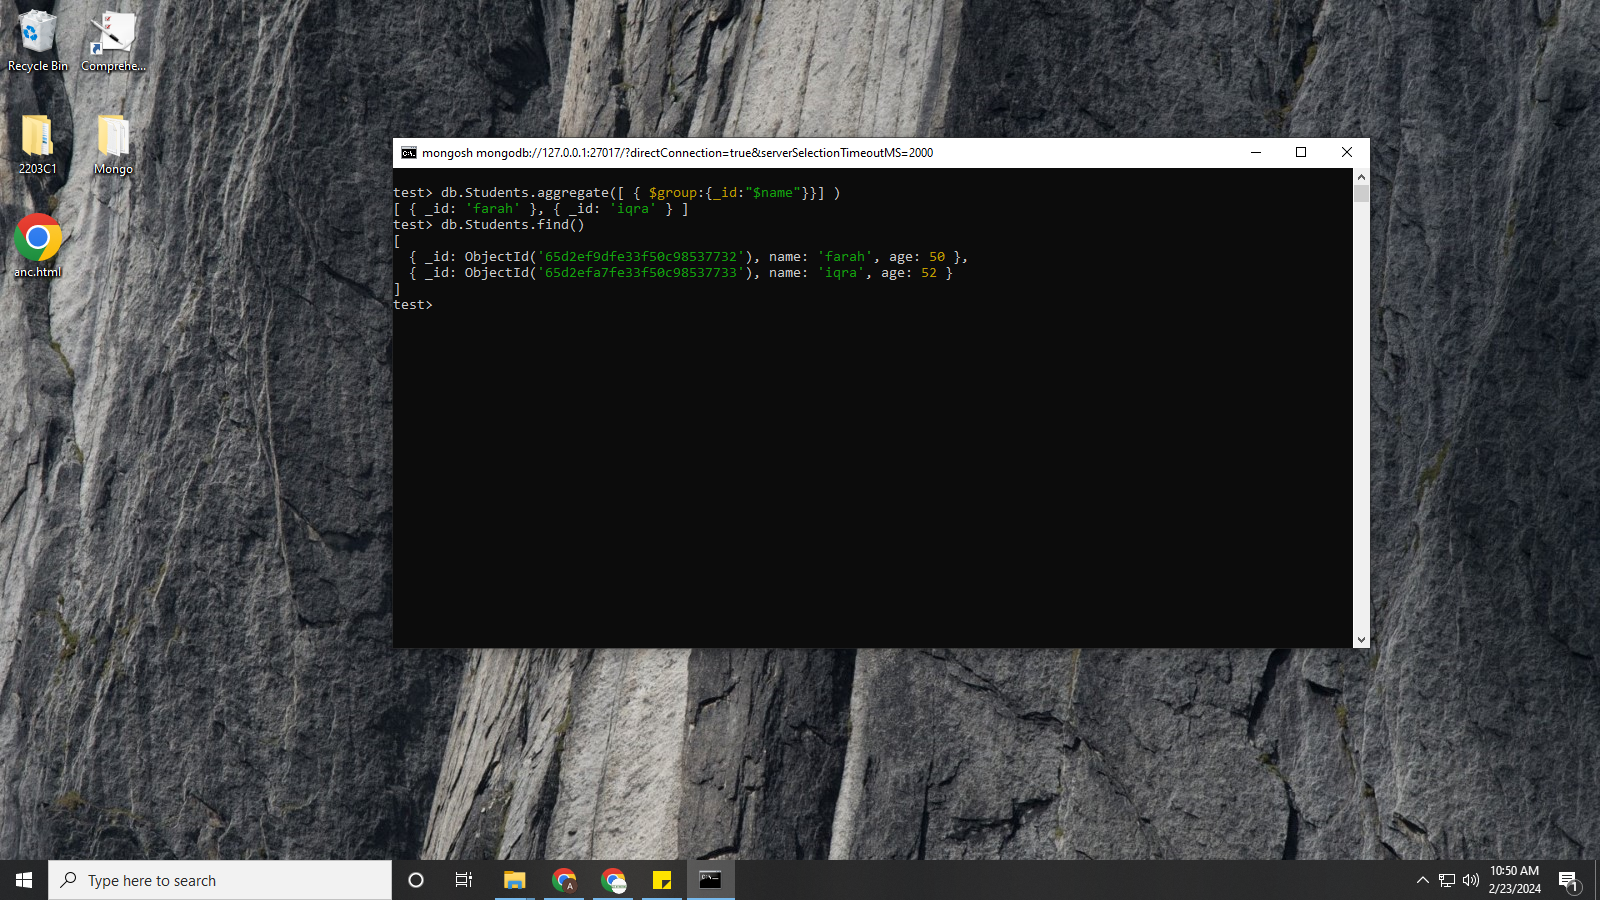 Recycle Bin
Comprehe...
2203C1
Mongo
anc.html
mongosh mongodb://127.0.0.1:27017/?directConnection=true&serverSelectionTimeoutMS=2000
test> db.Students.aggregate([ { $group:{_id:"$name"}}] )
[ { _id: 'farah' }, { _id: 'iqra' } ]
test> db.Students.find()
[
  { _id: ObjectId('65d2ef9dfe33f50c98537732'), name: 'farah', age: 50 },
  { _id: ObjectId('65d2efa7fe33f50c98537733'), name: 'iqra', age: 52 }
]
test>
Type here to search
A
10:50 AM
2/23/2024
1